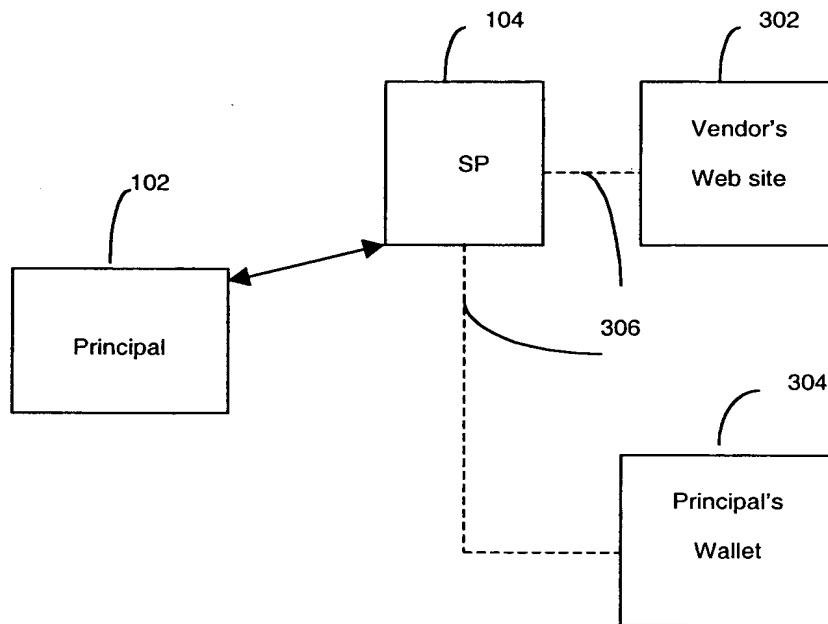 104
302
Vendor's
Web site
SP
102
Principal
306
304
Principal's
Wallet